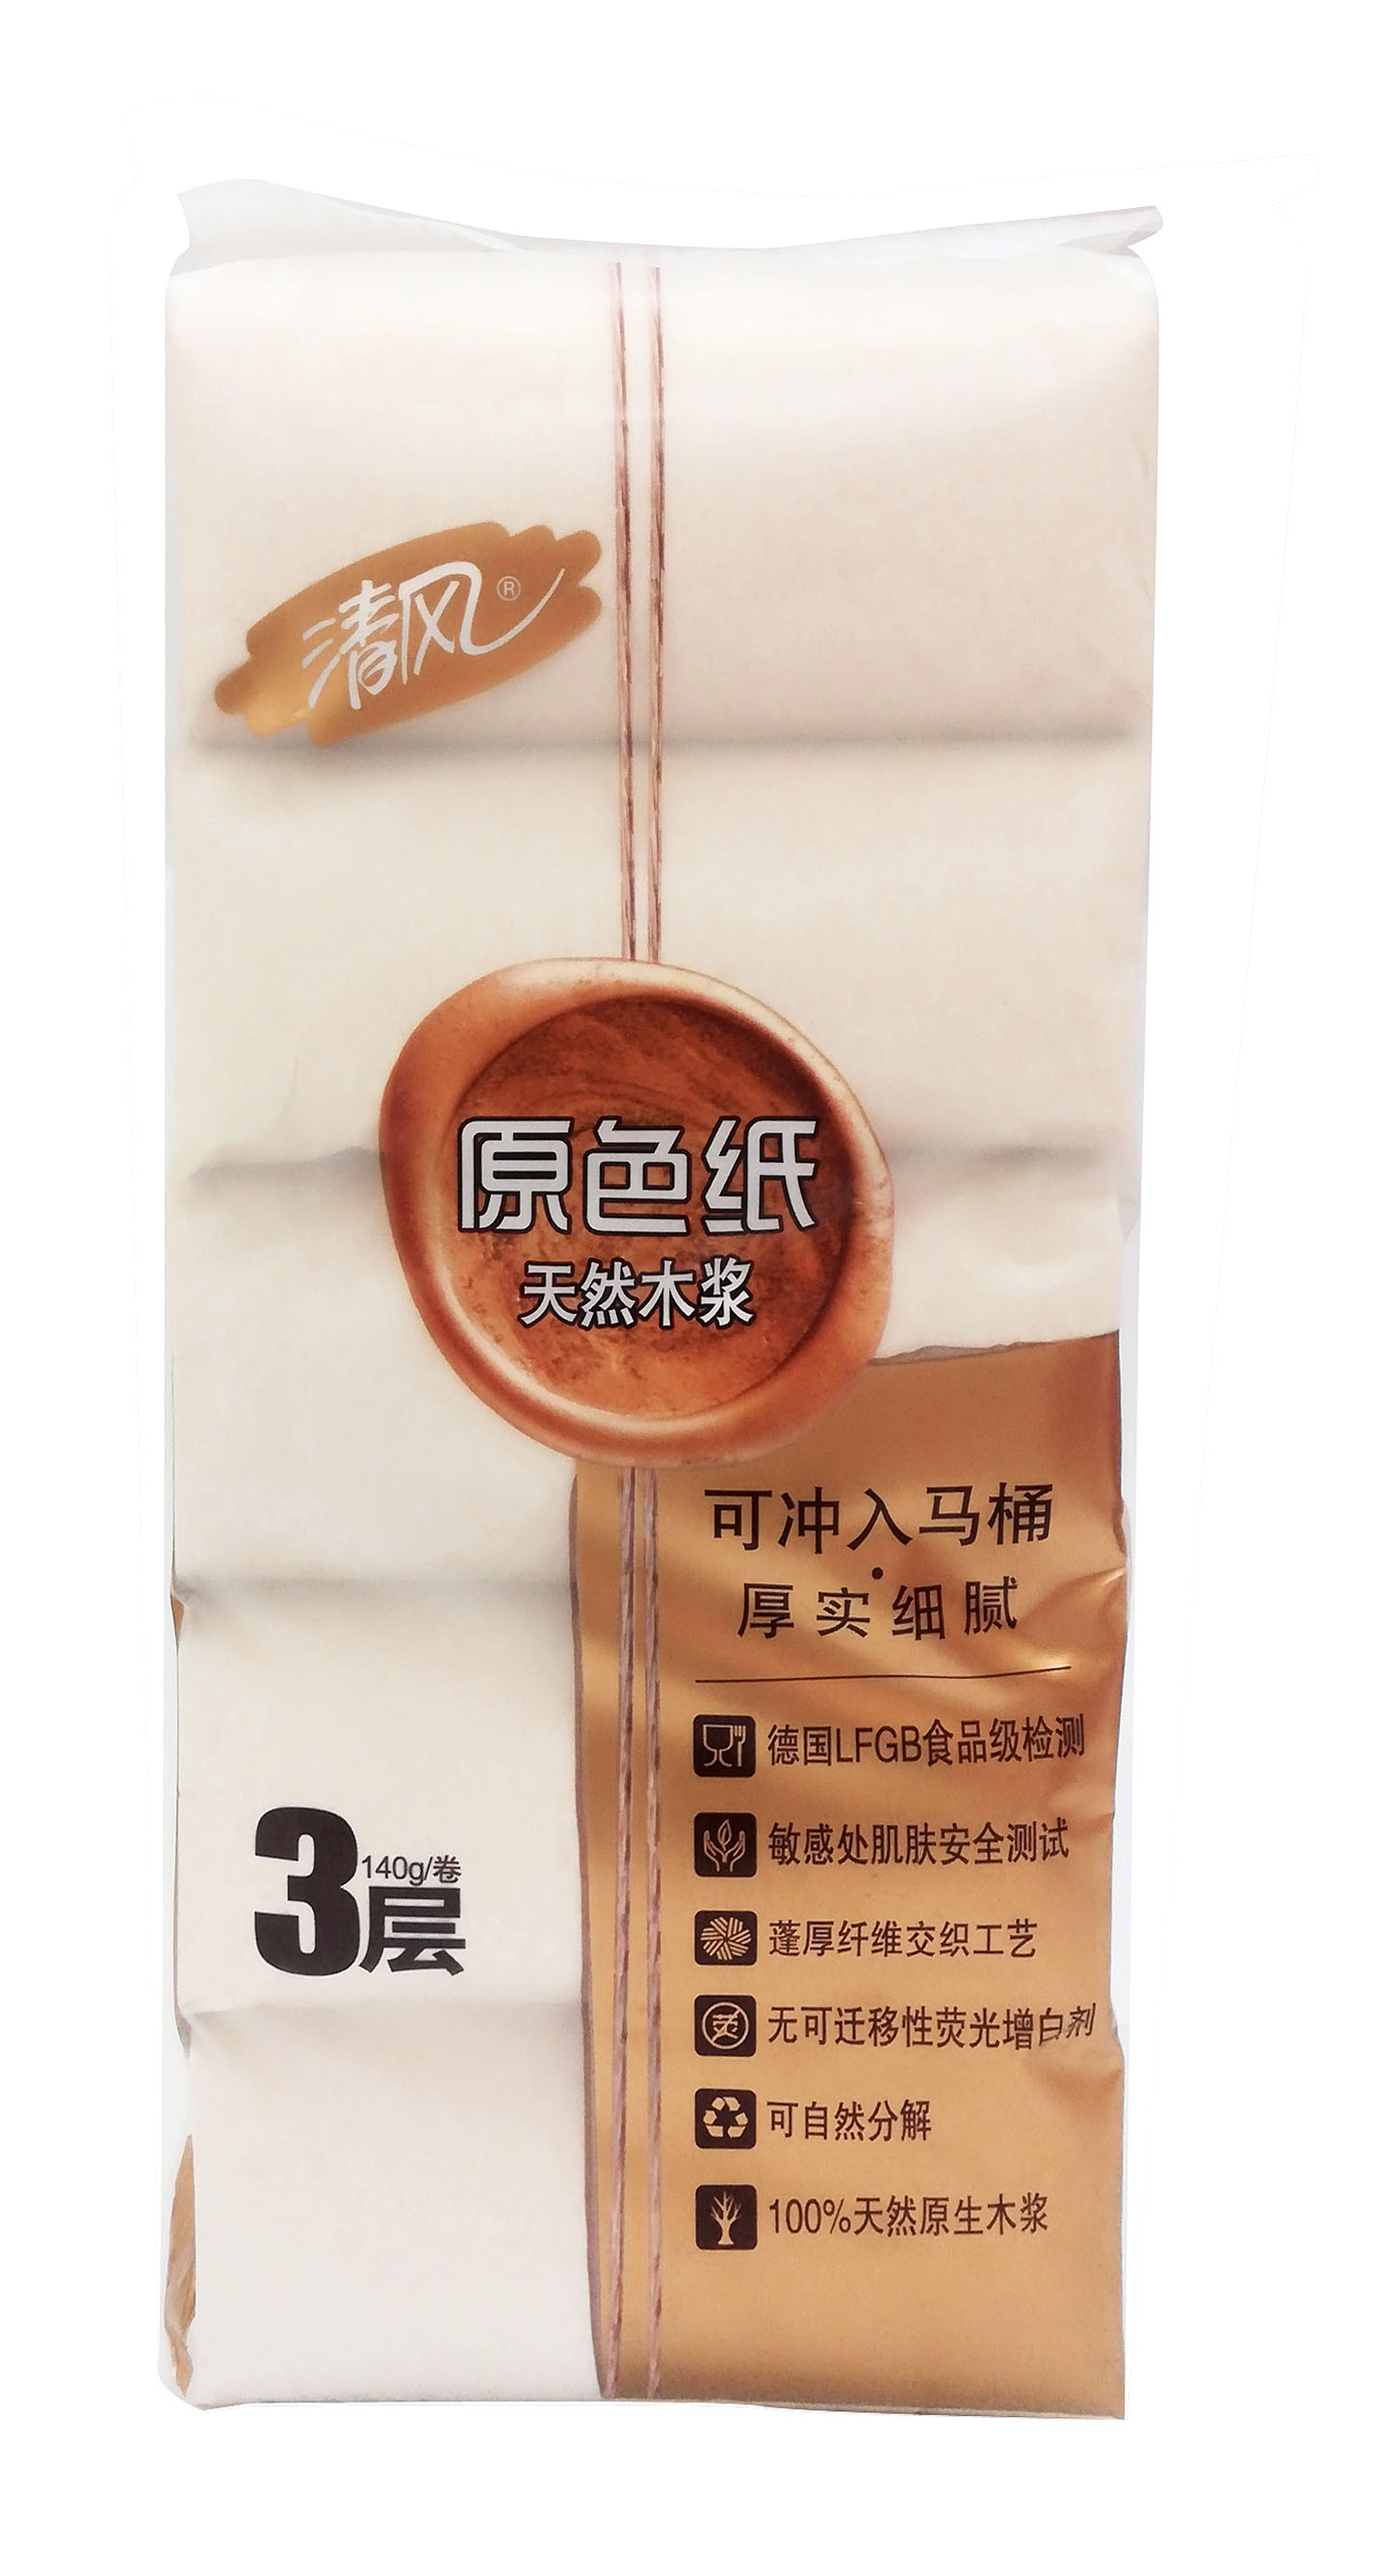 清风®
原色纸
天然木浆
可冲入马桶
·
厚实细腻
德国LFGB食品级检测
敏感处肌肤安全测试
蓬厚纤维交织工艺
荧
无可迁移性荧光增白剂
可自然分解
100%天然原生木浆
3层
140g/卷